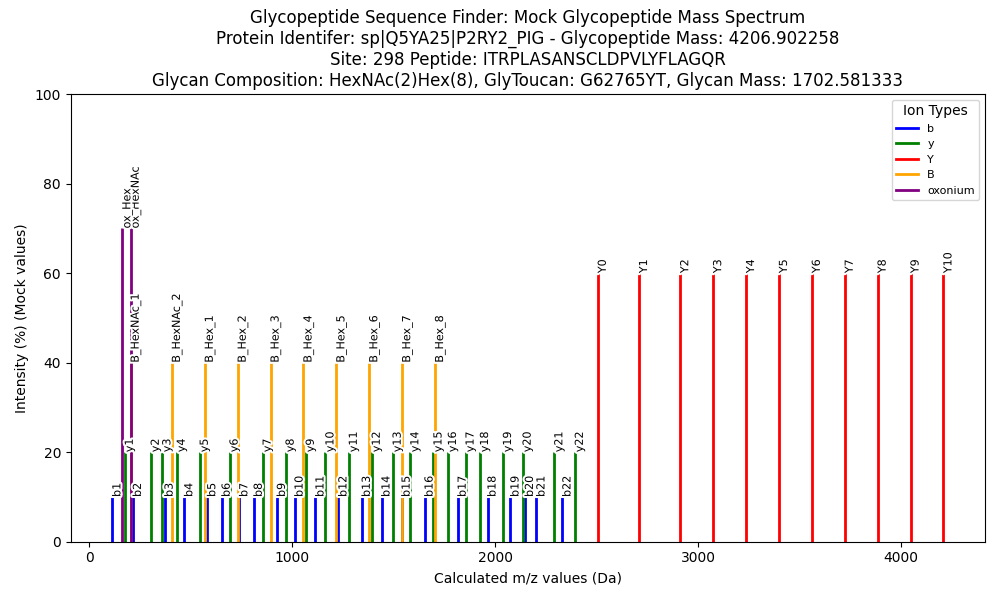 Glycopeptide Sequence Finder: Mock Glycopeptide Mass Spectrum
Protein Identifer: sp|Q5YA25|P2RY2_PIG - Glycopeptide Mass: 4206.902258
Site: 298 Peptide: ITRPLASANSCLDPVLYFLAGQR
Glycan Composition: HexNAc(2)Hex(8), GlyToucan: G62765YT, Glycan Mass: 1702.581333
Intensity (%) (Mock values)
100
80
60
40
20
0
Ion Types
b
y
Y
B
oxonium
ox_Hex
ox_HexNAc
Y0
Y1
Y2
Y3
Y4
Y5
Y6
Y7
Y8
Y9
Y10
B_HexNAc_1
B_HexNAc_2
B_Hex_1
B_Hex_2
B_Hex_3
B_Hex_4
B_Hex_5
B_Hex_6
B_Hex_7
B_Hex_8
y1
y2
y3
y4
y5
y6
y7
y8
y9
y10
y11
y12
y13
y14
y15
y16
y17
y18
y19
y20
y21
y22
b1
b2
b3
b4
b5
b6
b7
b8
b9
b10
b11
b12
b13
b14
b15
b16
b17
b18
b19
b20
b21
b22
0
1000
2000
3000
4000
Calculated m/z values (Da)